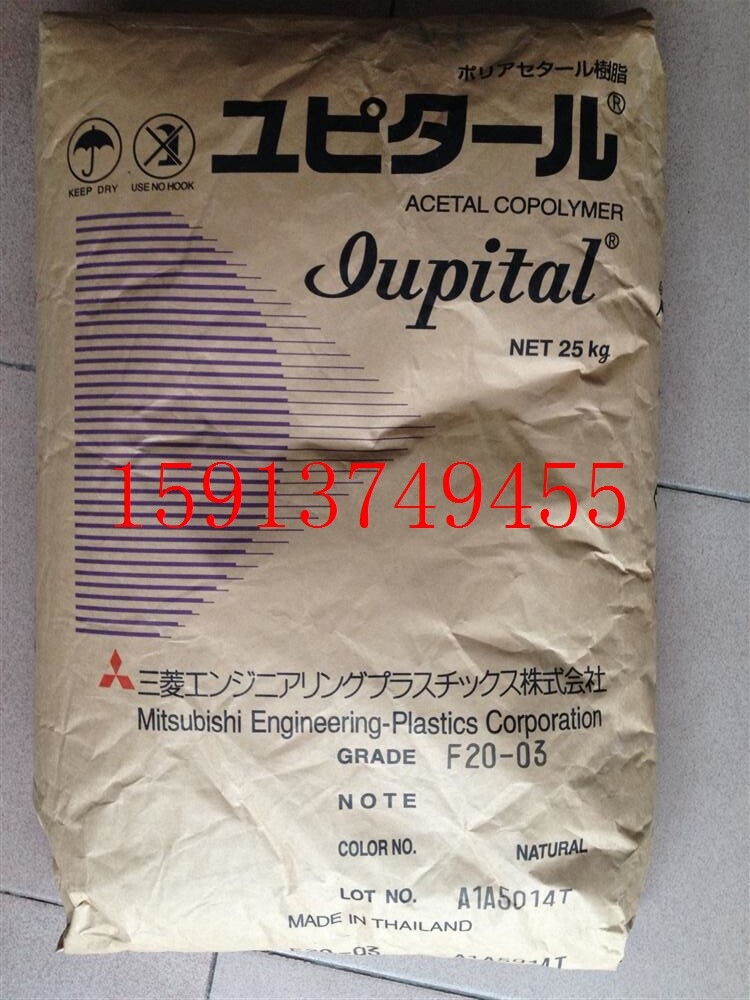 ポリアセタール樹脂
ユピタール®
KEEP DRY
USE NO HOOK
ACETAL COPOLYMER
Iupital®
NET 25 kg
15913749455
三菱エンジニアリングプラスチックス株式会社
Mitsubishi Engineering-Plastics Corporation
GRADE F20-03
NOTE
COLOR NO. NATURAL
LOT NO. A1A5014T
MADE IN THAILAND
F20-03 A1A5014T